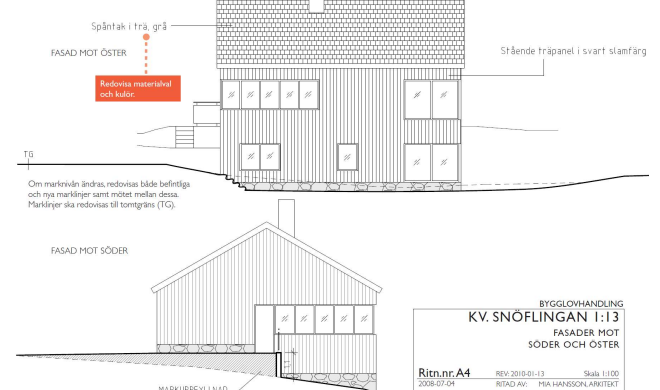 Spåntak i trä, grå
FASAD MOT ÖSTER
Stående träpanel i svart slamfärg
Redovisa materialval
och kulör.
TG
Om marknivån ändras, redovisas både befintliga
och nya marklinjer samt mötet mellan dessa.
Marklinjer ska redovisas till tomtgräns (TG).
FASAD MOT SÖDER
BYGGLOVHANDLING
KV. SNÖFLINGAN 1:13
FASADER MOT
SÖDER OCH ÖSTER
Ritn.nr. A4 REV: 2010-01-13 Skala 1:100
2008-07-04 RITAD AV: MIA HANSSON, ARKITEKT
MARKUPPFYLLNAD